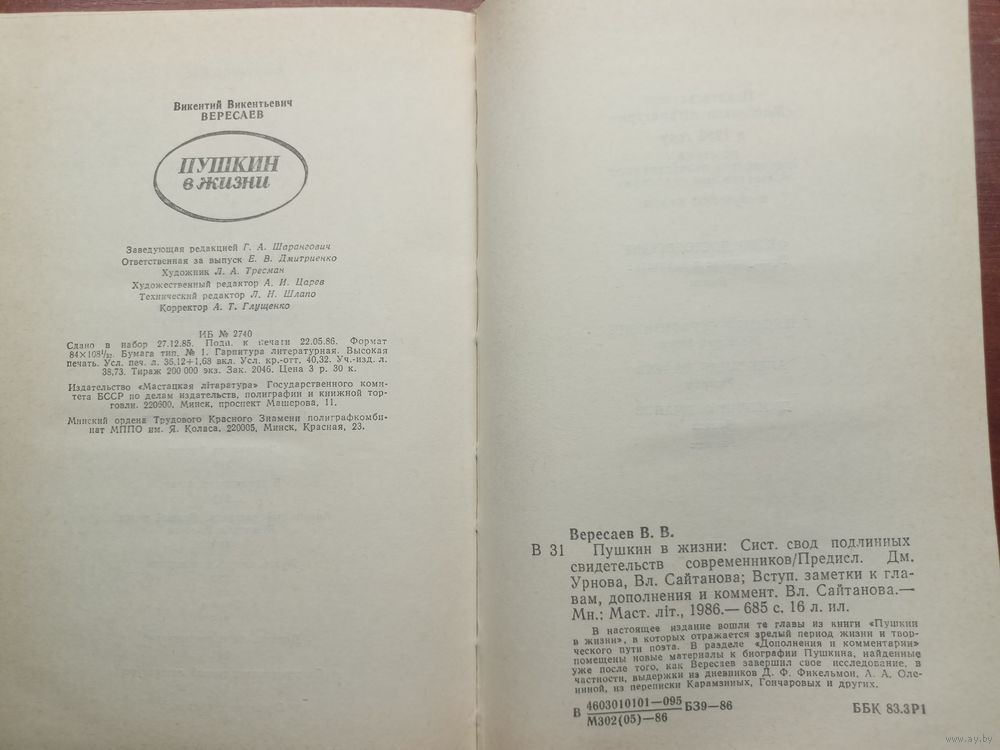 Викентий Викентьевич
ВЕРЕСАЕВ
ПУШКИН
в жизни
Заведующая редакцией Г. А. Шарангович
Ответственная за выпуск Е. В. Дмитриенко
Художник Л. А. Тресман
Художественный редактор А. И. Царев
Технический редактор Л. Н. Шлапо
Корректор А. Т. Глущенко
ИБ № 2740
Сдано в набор 27.12.85. Подп. к печати 22.05.86. Формат
84×108¹/₃₂. Бумага тип. № 1. Гарнитура литературная. Высокая
печать. Усл. печ. л. 36,12+1,68 вкл. Усл. кр.-отт. 40,32. Уч.-изд. л.
38,73. Тираж 200 000 экз. Зак. 2046. Цена 3 р. 30 к.
Издательство «Мастацкая літаратура» Государственного коми-
тета БССР по делам издательств, полиграфии и книжной тор-
говли. 220600, Минск, проспект Машерова, 11.
Минский ордена Трудового Красного Знамени полиграфкомби-
нат МППО им. Я. Коласа. 220005, Минск, Красная, 23.
Вересаев В. В.
В 31 Пушкин в жизни: Сист. свод подлинных
свидетельств современников/Предисл. Дм.
Урнова, Вл. Сайтанова; Вступ. заметки к гла-
вам, дополнения и коммент. Вл. Сайтанова.—
Мн.: Маст. літ., 1986.— 685 с. 16 л. ил.
В настоящее издание вошли те главы из книги «Пушкин
в жизни», в которых отражается зрелый период жизни и твор-
ческого пути поэта. В разделе «Дополнения и комментарии»
помещены новые материалы к биографии Пушкина, найденные
уже после того, как Вересаев завершил свое исследование, в
частности, выдержки из дневников Д. Ф. Фикельмон, А. А. Оле-
ниной, из переписки Карамзиных, Гончаровых и других.
4603010101—095
В БЗ9—86
М302(05)—86
ББК 83.3Р1
www.ay.by